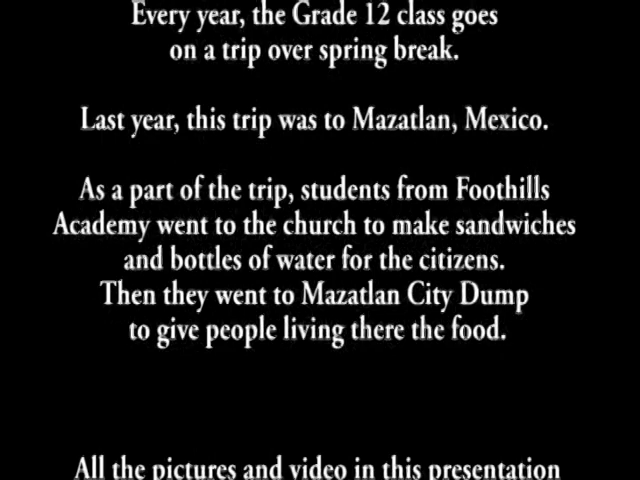 Every year, the Grade 12 class goes
on a trip over spring break.
Last year, this trip was to Mazatlan, Mexico.
As a part of the trip, students from Foothills
Academy went to the church to make sandwiches
and bottles of water for the citizens.
Then they went to Mazatlan City Dump
to give people living there the food.
All the pictures and video in this presentation